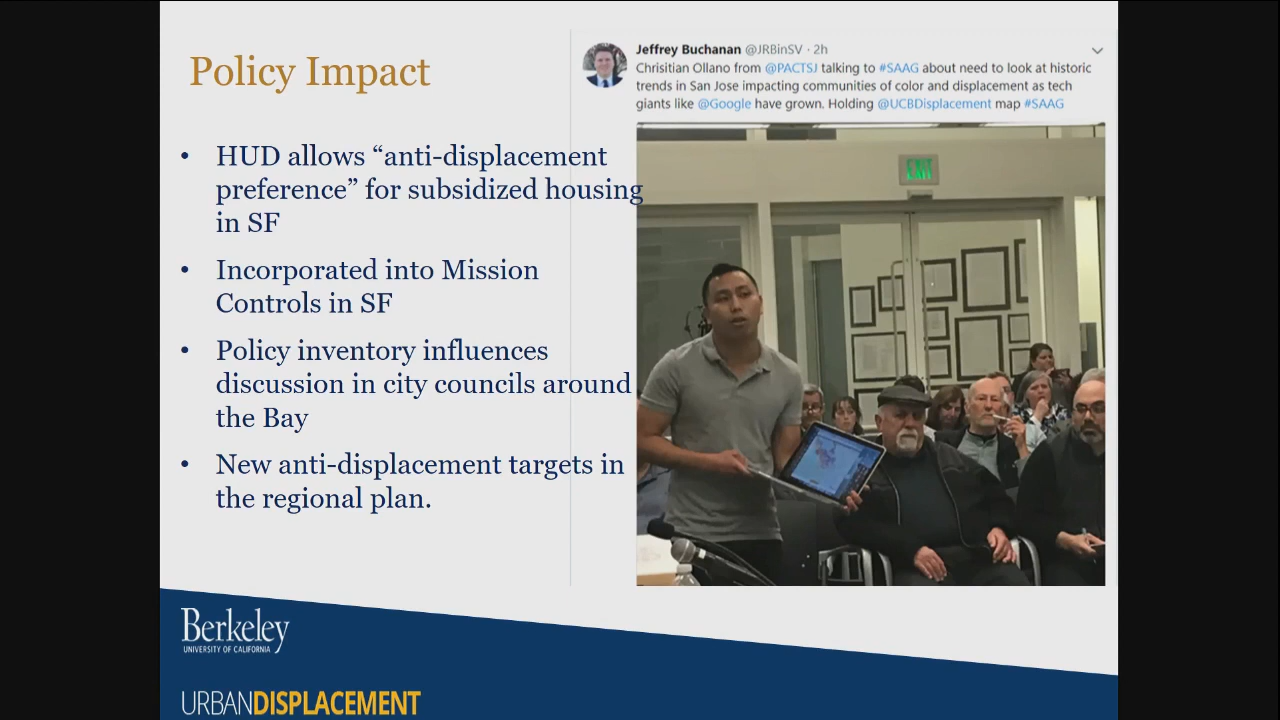 Policy Impact
• HUD allows “anti-displacement
preference” for subsidized housing
in SF
• Incorporated into Mission
Controls in SF
• Policy inventory influences
discussion in city councils around
the Bay
• New anti-displacement targets in
the regional plan.
Jeffrey Buchanan @JRBinSV · 2h
Chrisitian Ollano from @PACTSJ talking to #SAAG about need to look at historic
trends in San Jose impacting communities of color and displacement as tech
giants like @Google have grown. Holding @UCBDisplacement map #SAAG
EXIT
Berkeley
UNIVERSITY OF CALIFORNIA
URBANDISPLACEMENT